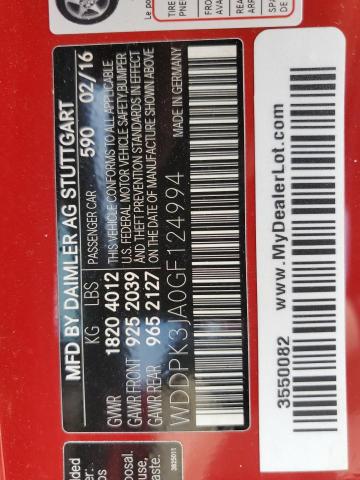 MFD BY DAIMLER AG STUTTGART
KG LBS PASSENGER CAR 590 02/16
GVWR 1820 4012 THIS VEHICLE CONFORMS TO ALL APPLICABLE
GAWR FRONT 925 2039 U.S. FEDERAL MOTOR VEHICLE SAFETY, BUMPER
AND THEFT PREVENTION STANDARDS IN EFFECT
GAWR REAR 965 2127 ON THE DATE OF MANUFACTURE SHOWN ABOVE
WDDPK3JA0GF124994 MADE IN GERMANY
3550082 www.MyDealerLot.com